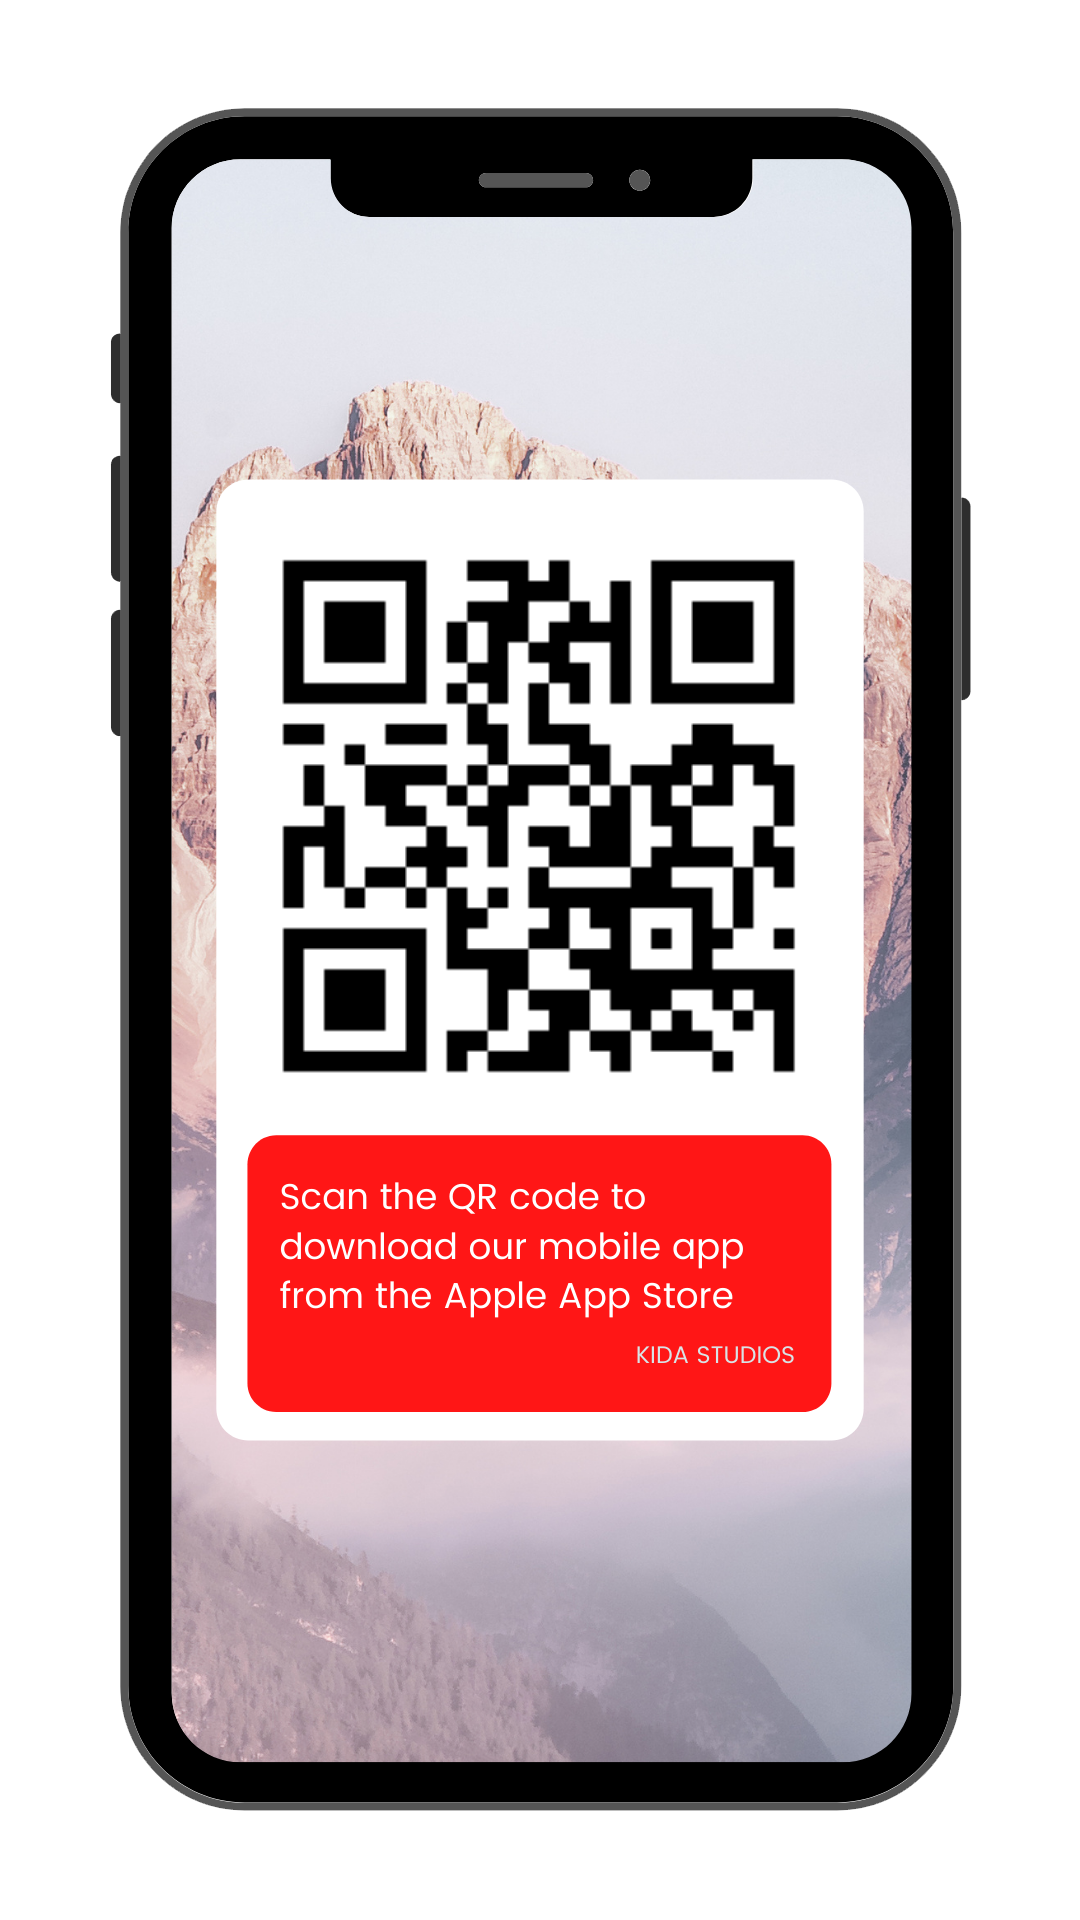 Scan the QR code to
download our mobile app
from the Apple App Store
KIDA STUDIOS